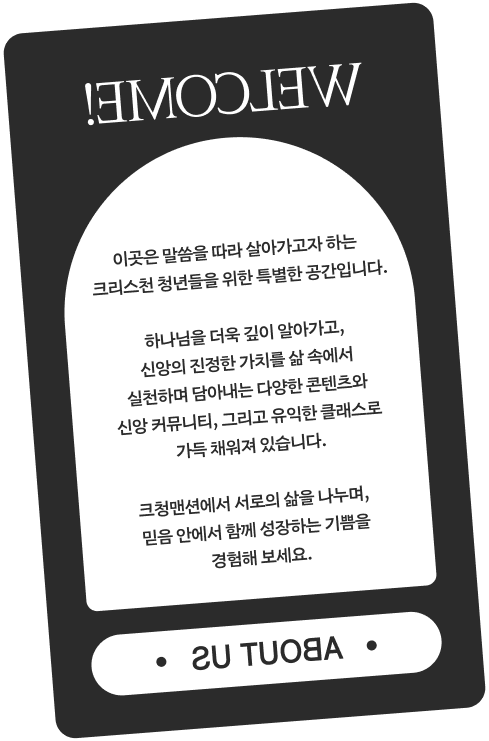 WELCOME!
이곳은 말씀을 따라 살아가고자 하는
크리스천 청년들을 위한 특별한 공간입니다.
하나님을 더욱 깊이 알아가고,
신앙의 진정한 가치를 삶 속에서
실천하며 담아내는 다양한 콘텐츠와
신앙 커뮤니티, 그리고 유익한 클래스로
가득 채워져 있습니다.
크청맨션에서 서로의 삶을 나누며,
믿음 안에서 함께 성장하는 기쁨을
경험해 보세요.
• ABOUT US •